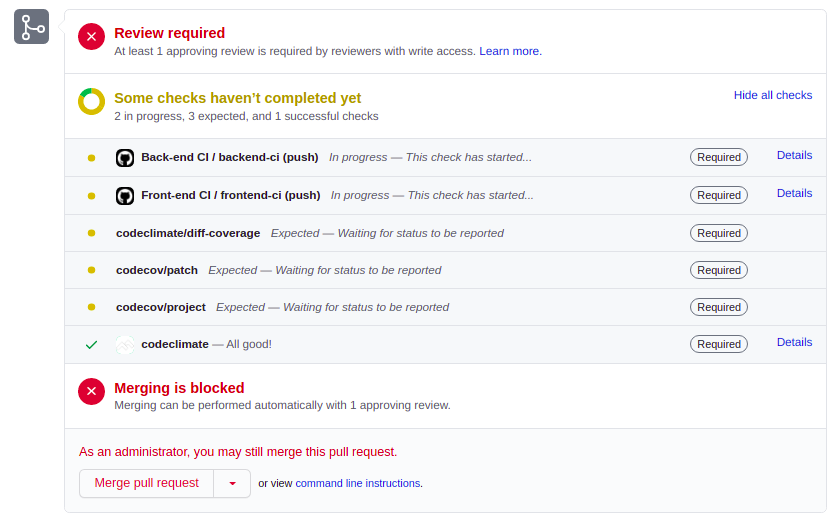 Review required
At least 1 approving review is required by reviewers with write access. Learn more.
Some checks haven’t completed yet
Hide all checks
2 in progress, 3 expected, and 1 successful checks
Back-end CI / backend-ci (push) In progress — This check has started... Required Details
Front-end CI / frontend-ci (push) In progress — This check has started... Required Details
codeclimate/diff-coverage Expected — Waiting for status to be reported Required
codecov/patch Expected — Waiting for status to be reported Required
codecov/project Expected — Waiting for status to be reported Required
codeclimate — All good! Required Details
Merging is blocked
Merging can be performed automatically with 1 approving review.
As an administrator, you may still merge this pull request.
Merge pull request or view command line instructions.